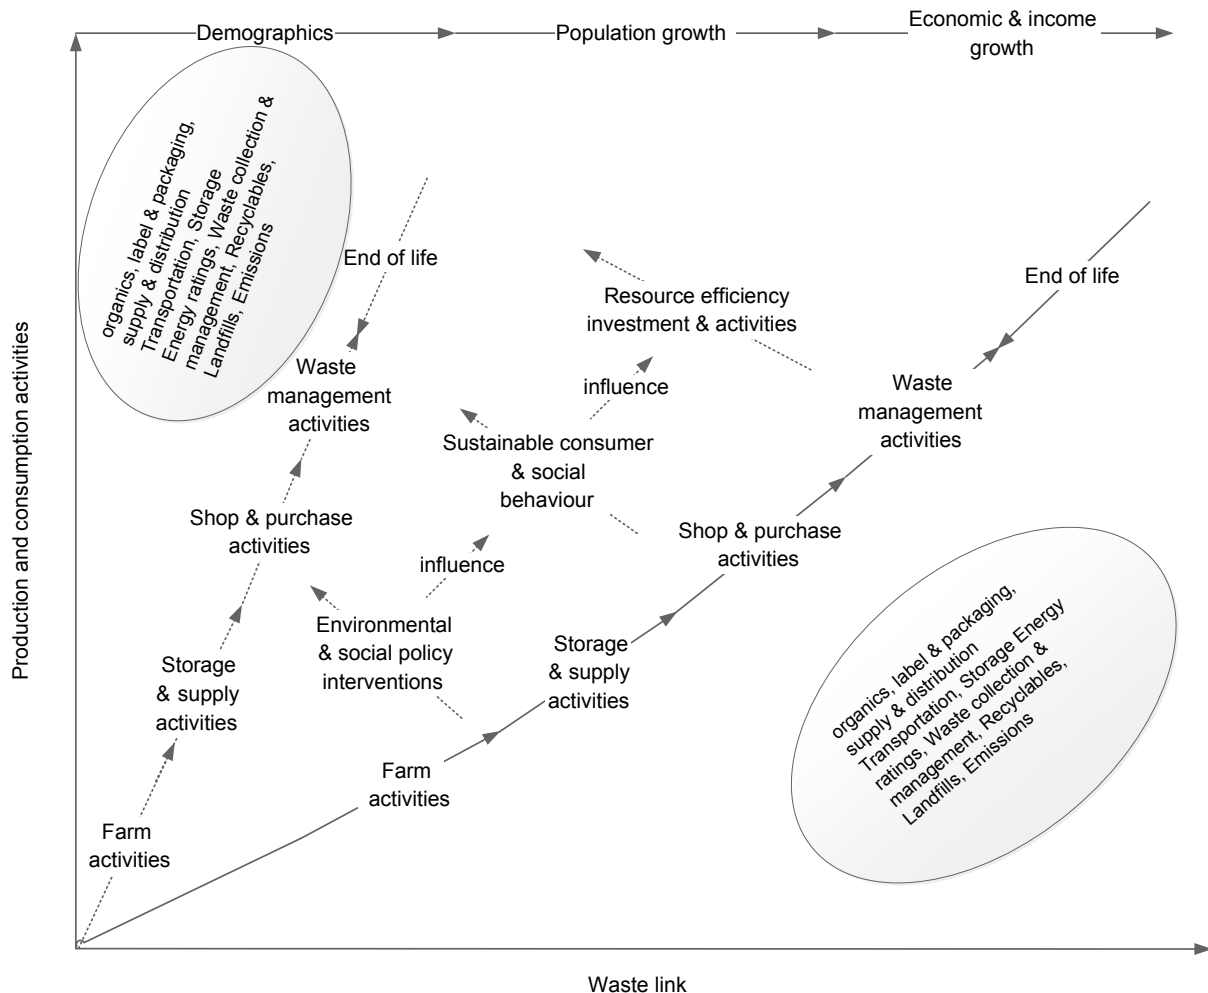 Demographics
Population growth
Economic & income
growth
organics, label & packaging,
supply & distribution
Transportation, Storage
Energy ratings, Waste collection &
management, Recyclables,
Landfills, Emissions
End of life
Resource efficiency
investment & activities
End of life
Waste
management
activities
influence
Waste
management
activities
Sustainable consumer
& social
behaviour
Shop & purchase
activities
influence
Shop & purchase
activities
Environmental
& social policy
interventions
Storage
& supply
activities
Storage
& supply
activities
organics, label & packaging,
supply & distribution
Transportation, Storage Energy
ratings, Waste collection &
management, Recyclables,
Landfills, Emissions
Farm
activities
Farm
activities
Production and consumption activities
Waste link